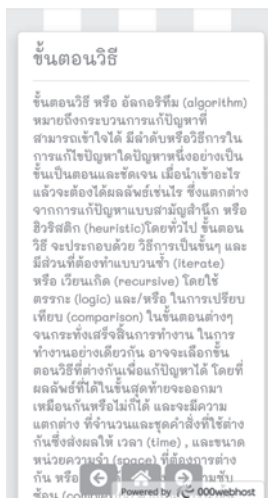 ขั้นตอนวิธี
ขั้นตอนวิธี หรือ อัลกอริทึม (algorithm)
หมายถึงกระบวนการแก้ปัญหาที่
สามารถเข้าใจได้ มีลำดับหรือวิธีการใน
การแก้ไขปัญหาใดปัญหาหนึ่งอย่างเป็น
ขั้นเป็นตอนและชัดเจน เมื่อนำเข้าอะไร
แล้วจะต้องได้ผลลัพธ์เช่นไร ซึ่งแตกต่าง
จากการแก้ปัญหาแบบสามัญสำนึก หรือ
ฮิวริสติก (heuristic)โดยทั่วไป ขั้นตอน
วิธี จะประกอบด้วย วิธีการเป็นขั้นๆ และ
มีส่วนที่ต้องทำแบบวนซ้ำ (iterate)
หรือ เวียนเกิด (recursive) โดยใช้
ตรรกะ (logic) และ/หรือ ในการเปรียบ
เทียบ (comparison) ในขั้นตอนต่างๆ
จนกระทั่งเสร็จสิ้นการทำงาน ในการ
ทำงานอย่างเดียวกัน อาจจะเลือกขั้น
ตอนวิธีที่ต่างกันเพื่อแก้ปัญหาได้ โดยที่
ผลลัพธ์ที่ได้ในขั้นสุดท้ายจะออกมา
เหมือนกันหรือไม่ก็ได้ และจะมีความ
แตกต่าง ที่จำนวนและชุดคำสั่งที่ใช้ต่าง
กันซึ่งส่งผลให้ เวลา (time) , และขนาด
หน่วยความจำ (space) ที่ต้องการต่าง
กัน หรือ
ซ้อน
Powered by 000webhost